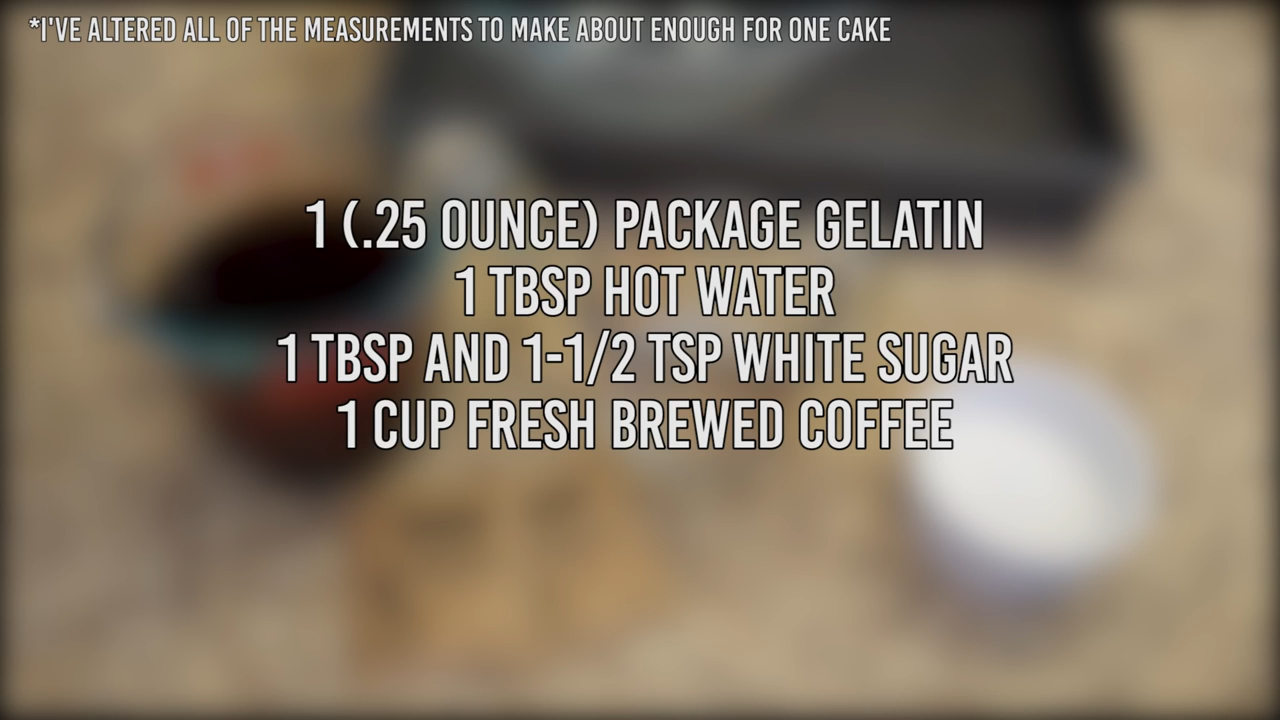 *I'VE ALTERED ALL OF THE MEASUREMENTS TO MAKE ABOUT ENOUGH FOR ONE CAKE
1 (.25 OUNCE) PACKAGE GELATIN
1 TBSP HOT WATER
1 TBSP AND 1-1/2 TSP WHITE SUGAR
1 CUP FRESH BREWED COFFEE